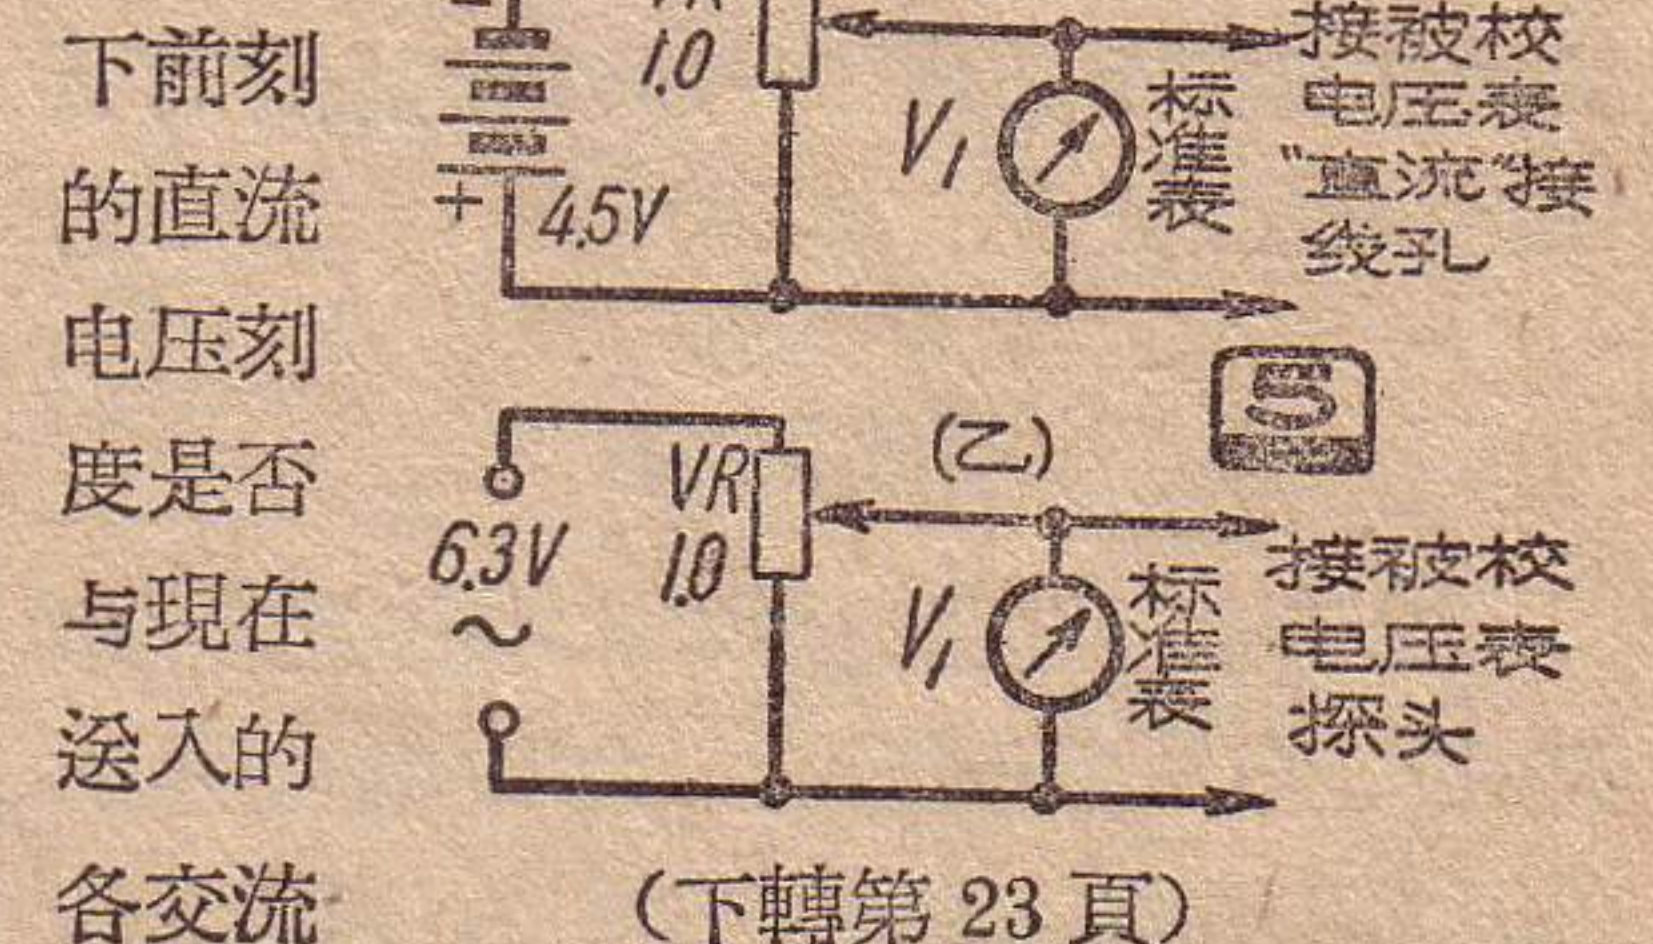 下前刻
的直流
电压刻
度是否
与現在
送入的
各交流
1.0
4.5V
+
V1
标准表
接被校
电压表
“直流”接
线孔
5
(乙)
6.3V
~
VR
1.0
V1
标准表
接被校
电压表
探头
(下轉第 23 頁)